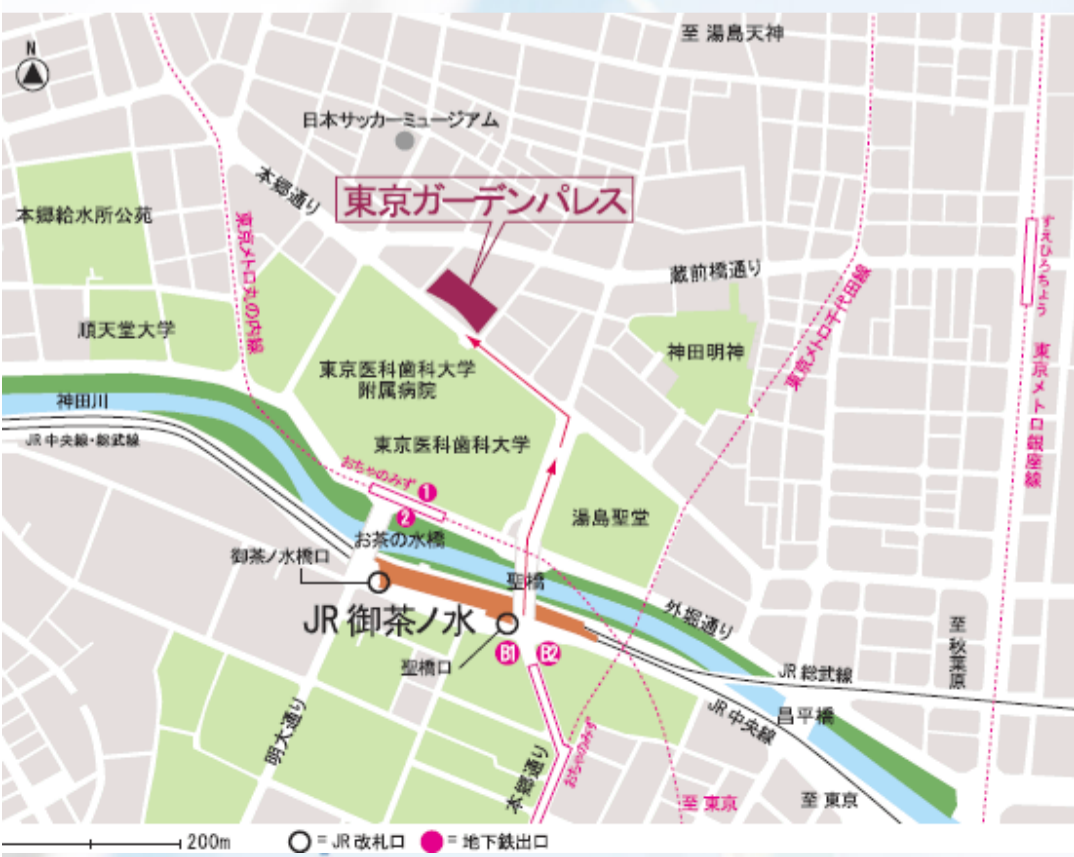 N
至 湯島天神
日本サッカーミュージアム
本郷通り
東京ガーデンパレス
本郷給水所公苑
東京メトロ丸の内線
すえひろちょう
蔵前橋通り
東京メトロ千代田線
順天堂大学
神田明神
東京メトロ銀座線
東京医科歯科大学
附属病院
神田川
JR 中央線・総武線
東京医科歯科大学
おちゃのみず
1
2
湯島聖堂
お茶の水橋
御茶ノ水橋口
聖橋
JR 御茶ノ水
外堀通り
至 秋葉原
聖橋口
B1
B2
JR 総武線
JR 中央線
昌平橋
明大通り
本郷通り
おちゃのみず
至 東京
至 東京
200m
= JR 改札口
= 地下鉄出口